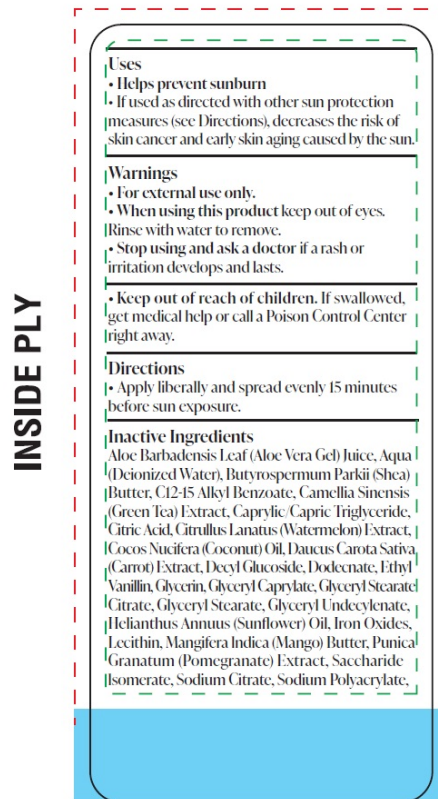 INSIDE PLY
Uses
• Helps prevent sunburn
• If used as directed with other sun protection
measures (see Directions), decreases the risk of
skin cancer and early skin aging caused by the sun.
Warnings
• For external use only.
• When using this product keep out of eyes.
Rinse with water to remove.
• Stop using and ask a doctor if a rash or
irritation develops and lasts.
• Keep out of reach of children. If swallowed,
get medical help or call a Poison Control Center
right away.
Directions
• Apply liberally and spread evenly 15 minutes
before sun exposure.
Inactive Ingredients
Aloe Barbadensis Leaf (Aloe Vera Gel) Juice, Aqua
(Deionized Water), Butyrospermum Parkii (Shea)
Butter, C12-15 Alkyl Benzoate, Camellia Sinensis
(Green Tea) Extract, Caprylic/Capric Triglyceride,
Citric Acid, Citrullus Lanatus (Watermelon) Extract,
Cocos Nucifera (Coconut) Oil, Daucus Carota Sativa
(Carrot) Extract, Decyl Glucoside, Dodecnate, Ethyl
Vanillin, Glycerin, Glyceryl Caprylate, Glyceryl Stearate
Citrate, Glyceryl Stearate, Glyceryl Undecylenate,
Helianthus Annuus (Sunflower) Oil, Iron Oxides,
Lecithin, Mangifera Indica (Mango) Butter, Punica
Granatum (Pomegranate) Extract, Saccharide
Isomerate, Sodium Citrate, Sodium Polyacrylate,